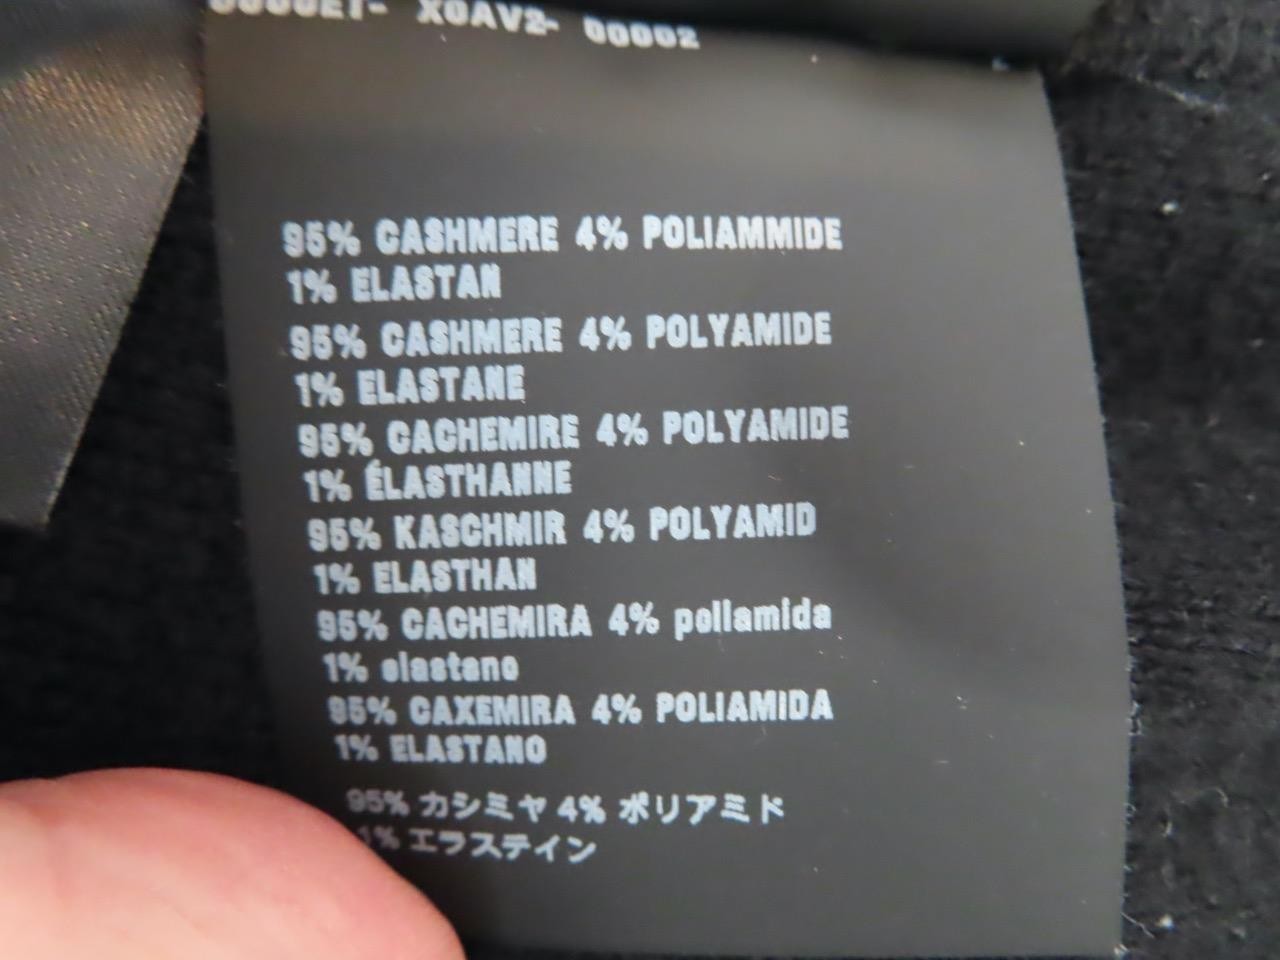 X0AV2- 00002
95% CASHMERE 4% POLIAMMIDE
1% ELASTAN
95% CASHMERE 4% POLYAMIDE
1% ELASTANE
95% CACHEMIRE 4% POLYAMIDE
1% ÉLASTHANNE
95% KASCHMIR 4% POLYAMID
1% ELASTHAN
95% CACHEMIRA 4% poliamida
1% elastano
95% CAXEMIRA 4% POLIAMIDA
1% ELASTANO
95% カシミヤ 4% ポリアミド
1% エラステイン